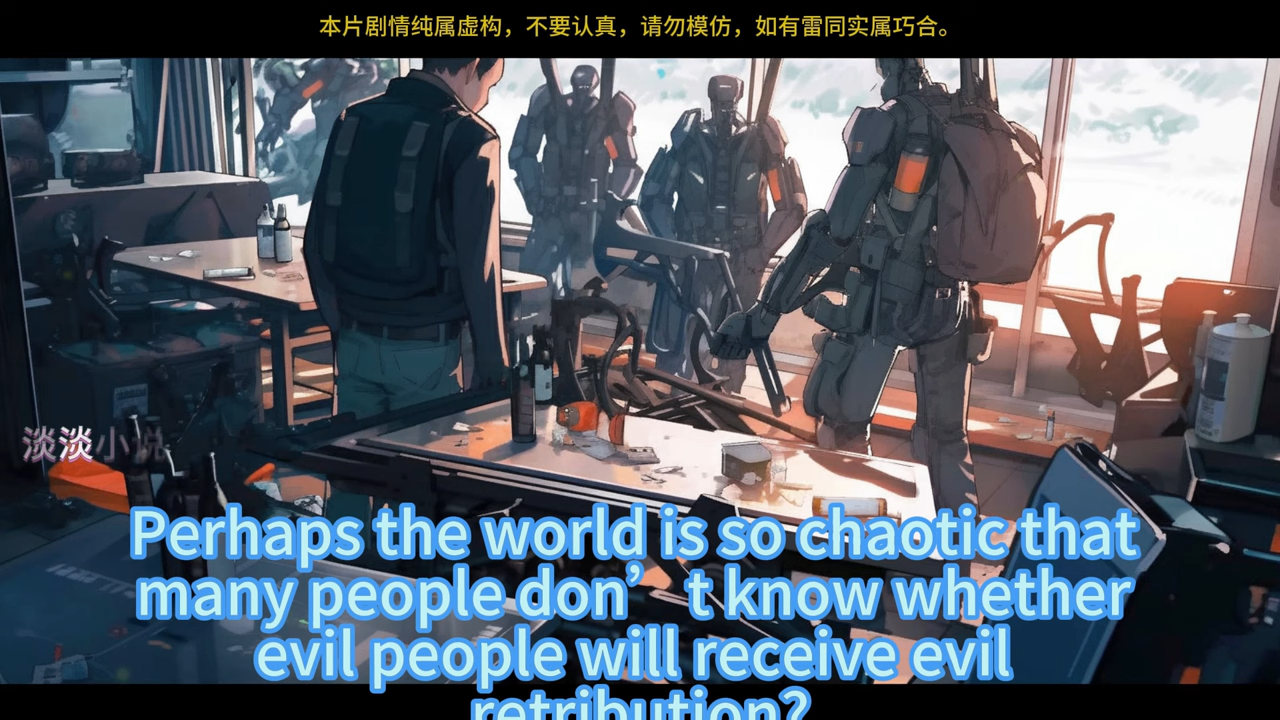 本片剧情纯属虚构，不要认真，请勿模仿，如有雷同实属巧合。
淡淡小说
Perhaps the world is so chaotic that
many people don’t know whether
evil people will receive evil
retribution?